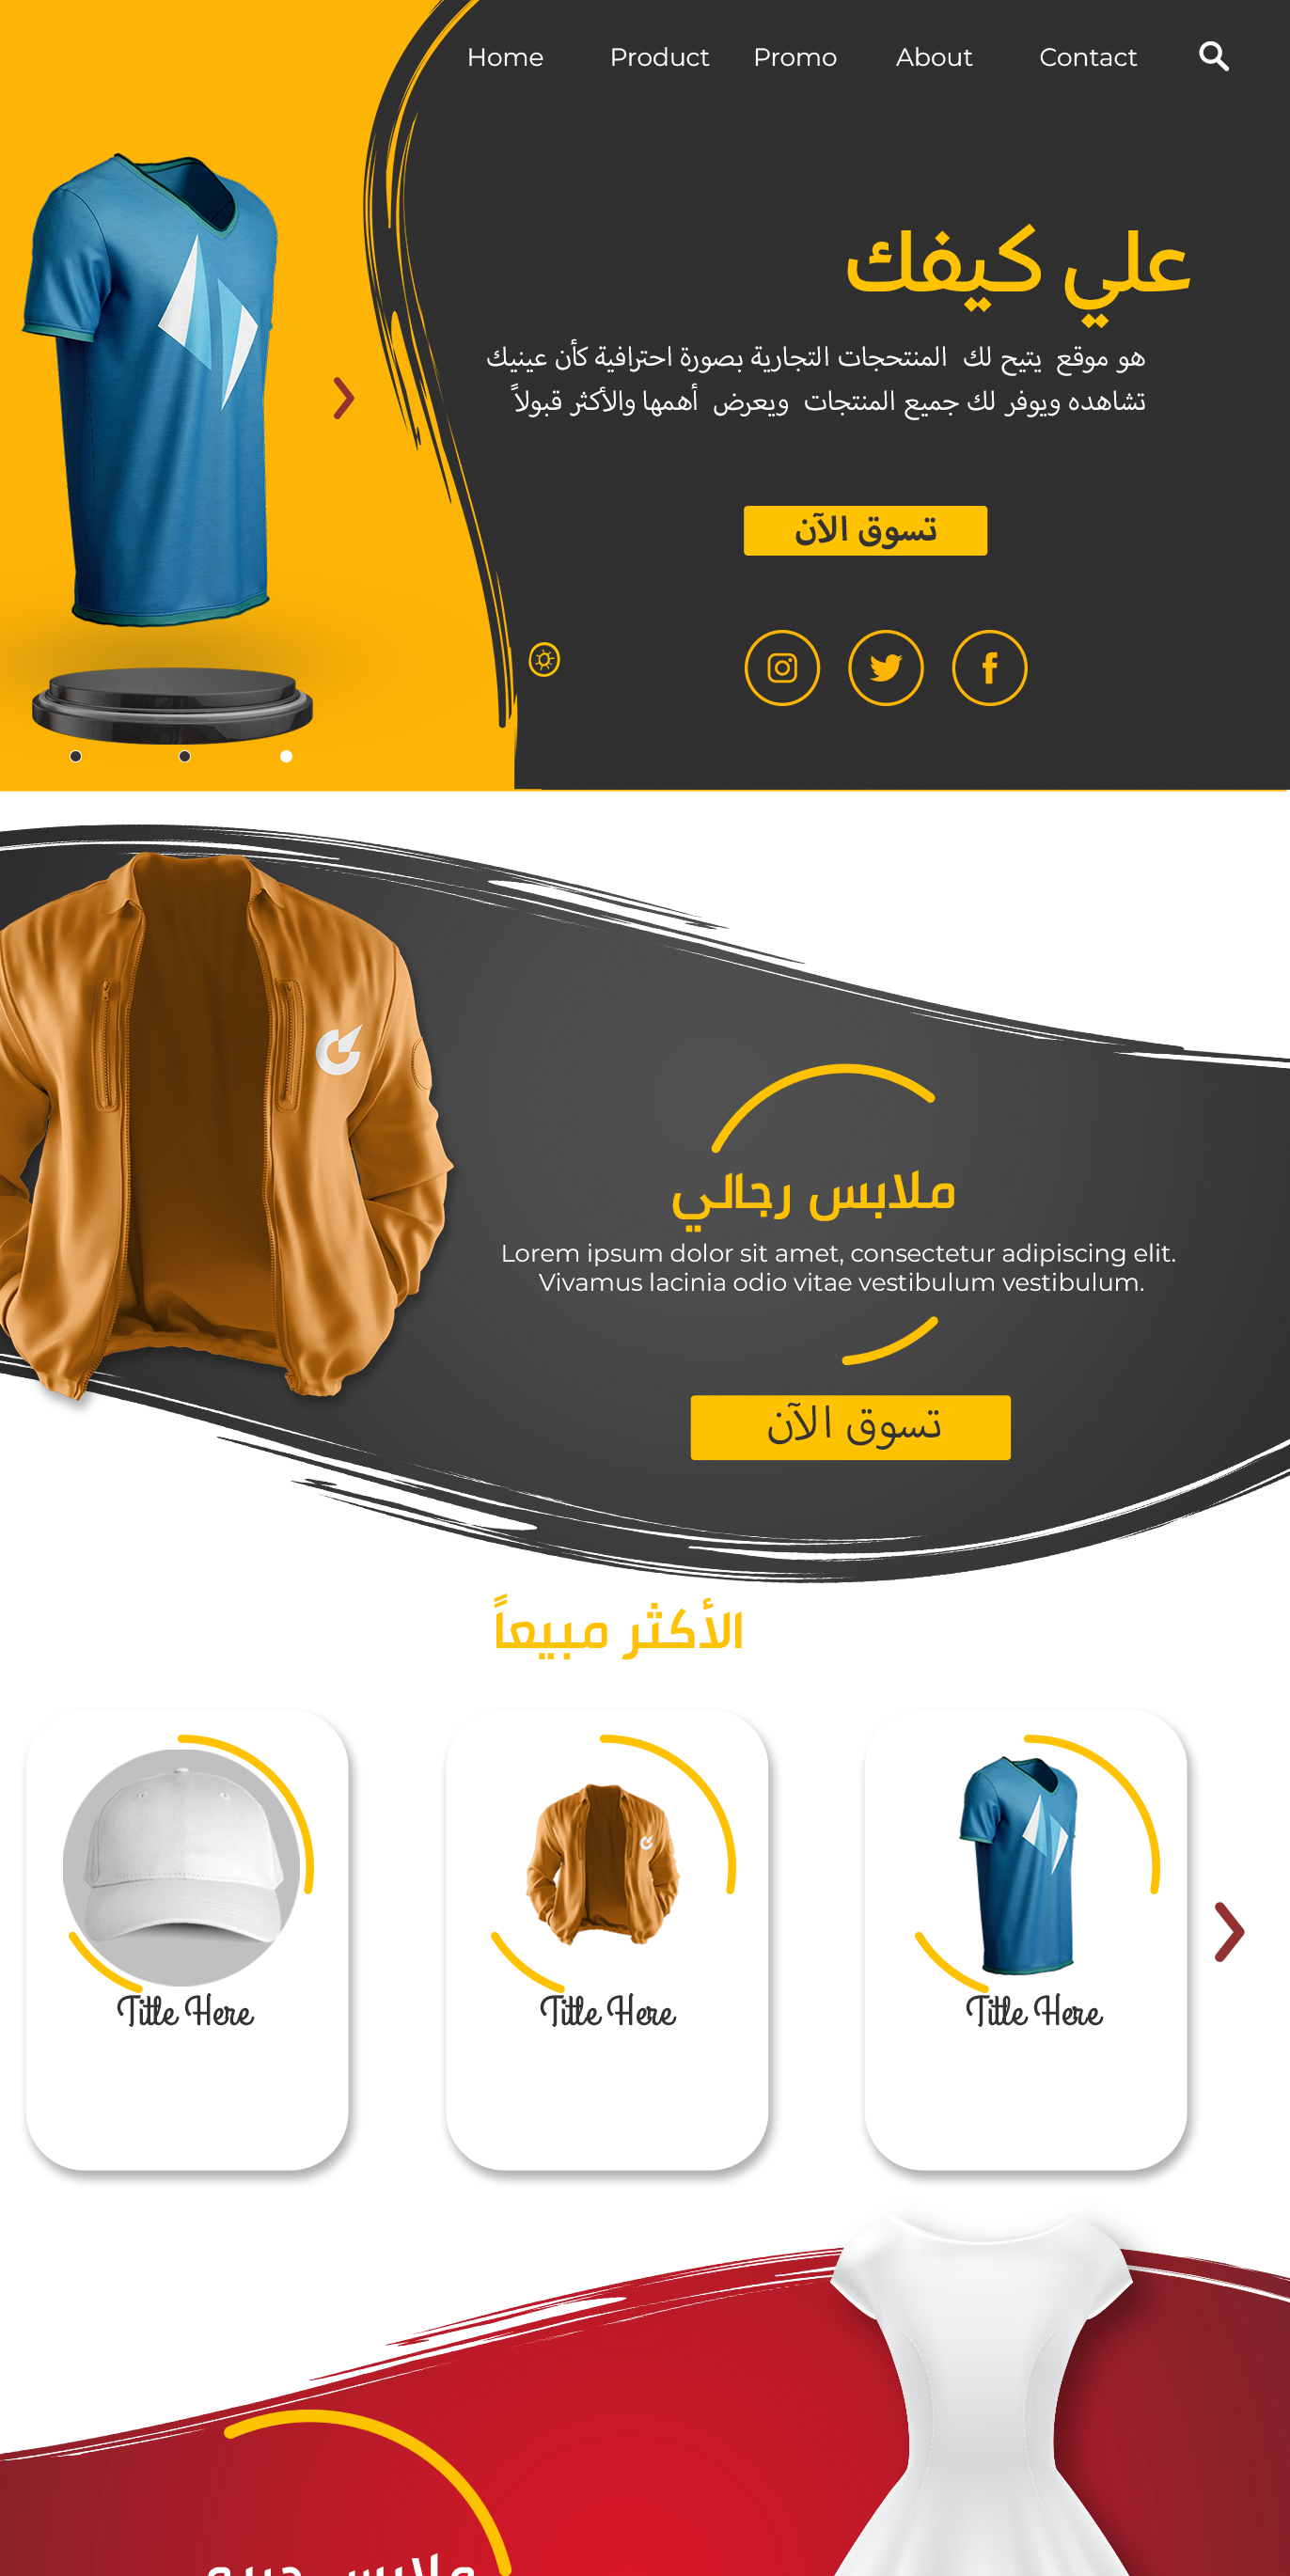 Home Product Promo About Contact
علي كيفك
هو موقع يتيح لك المنتححات التجارية بصورة احترافية كأن عينيك
تشاهده ويوفر لك جميع المنتجات ويعرض أهمها والأكثر قبولاً
تسوق الآن
ملابس رجالي
Lorem ipsum dolor sit amet, consectetur adipiscing elit.
Vivamus lacinia odio vitae vestibulum vestibulum.
تسوق الآن
الأكثر مبيعاً
Title Here
Title Here
Title Here